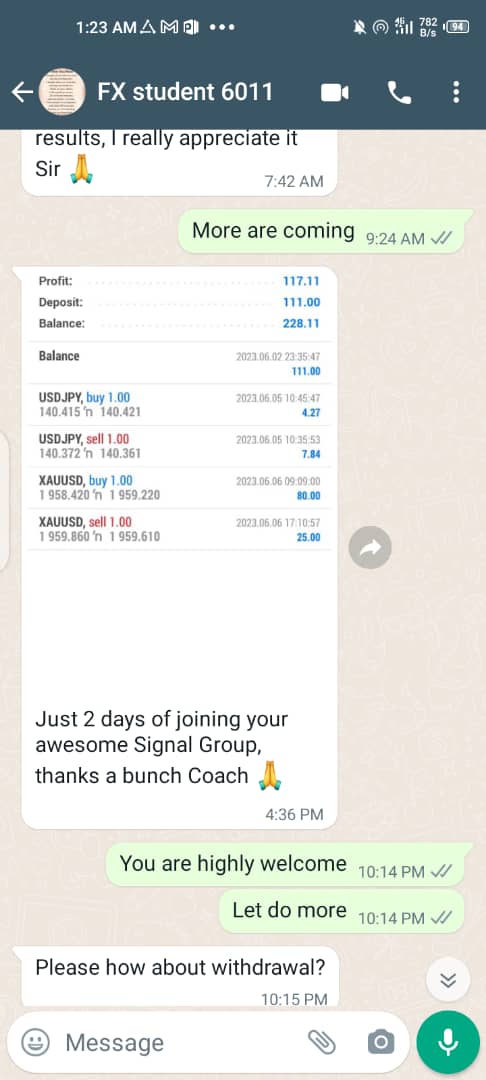 1:23 AM
782 B/s
94
FX student 6011
results, I really appreciate it
Sir 🙏
7:42 AM
More are coming 9:24 AM
Profit: 117.11
Deposit: 111.00
Balance: 228.11
Balance 2023.06.02 23:35:47
111.00
USDJPY, buy 1.00 2023.06.05 10:45:47
140.415 'n 140.421 4.27
USDJPY, sell 1.00 2023.06.05 10:35:53
140.372 'n 140.361 7.84
XAUUSD, buy 1.00 2023.06.06 09:09:00
1 958.420 'n 1 959.220 80.00
XAUUSD, sell 1.00 2023.06.06 17:10:57
1 959.860 'n 1 959.610 25.00
Just 2 days of joining your
awesome Signal Group,
thanks a bunch Coach 🙏
4:36 PM
You are highly welcome 10:14 PM
Let do more 10:14 PM
Please how about withdrawal?
10:15 PM
Message